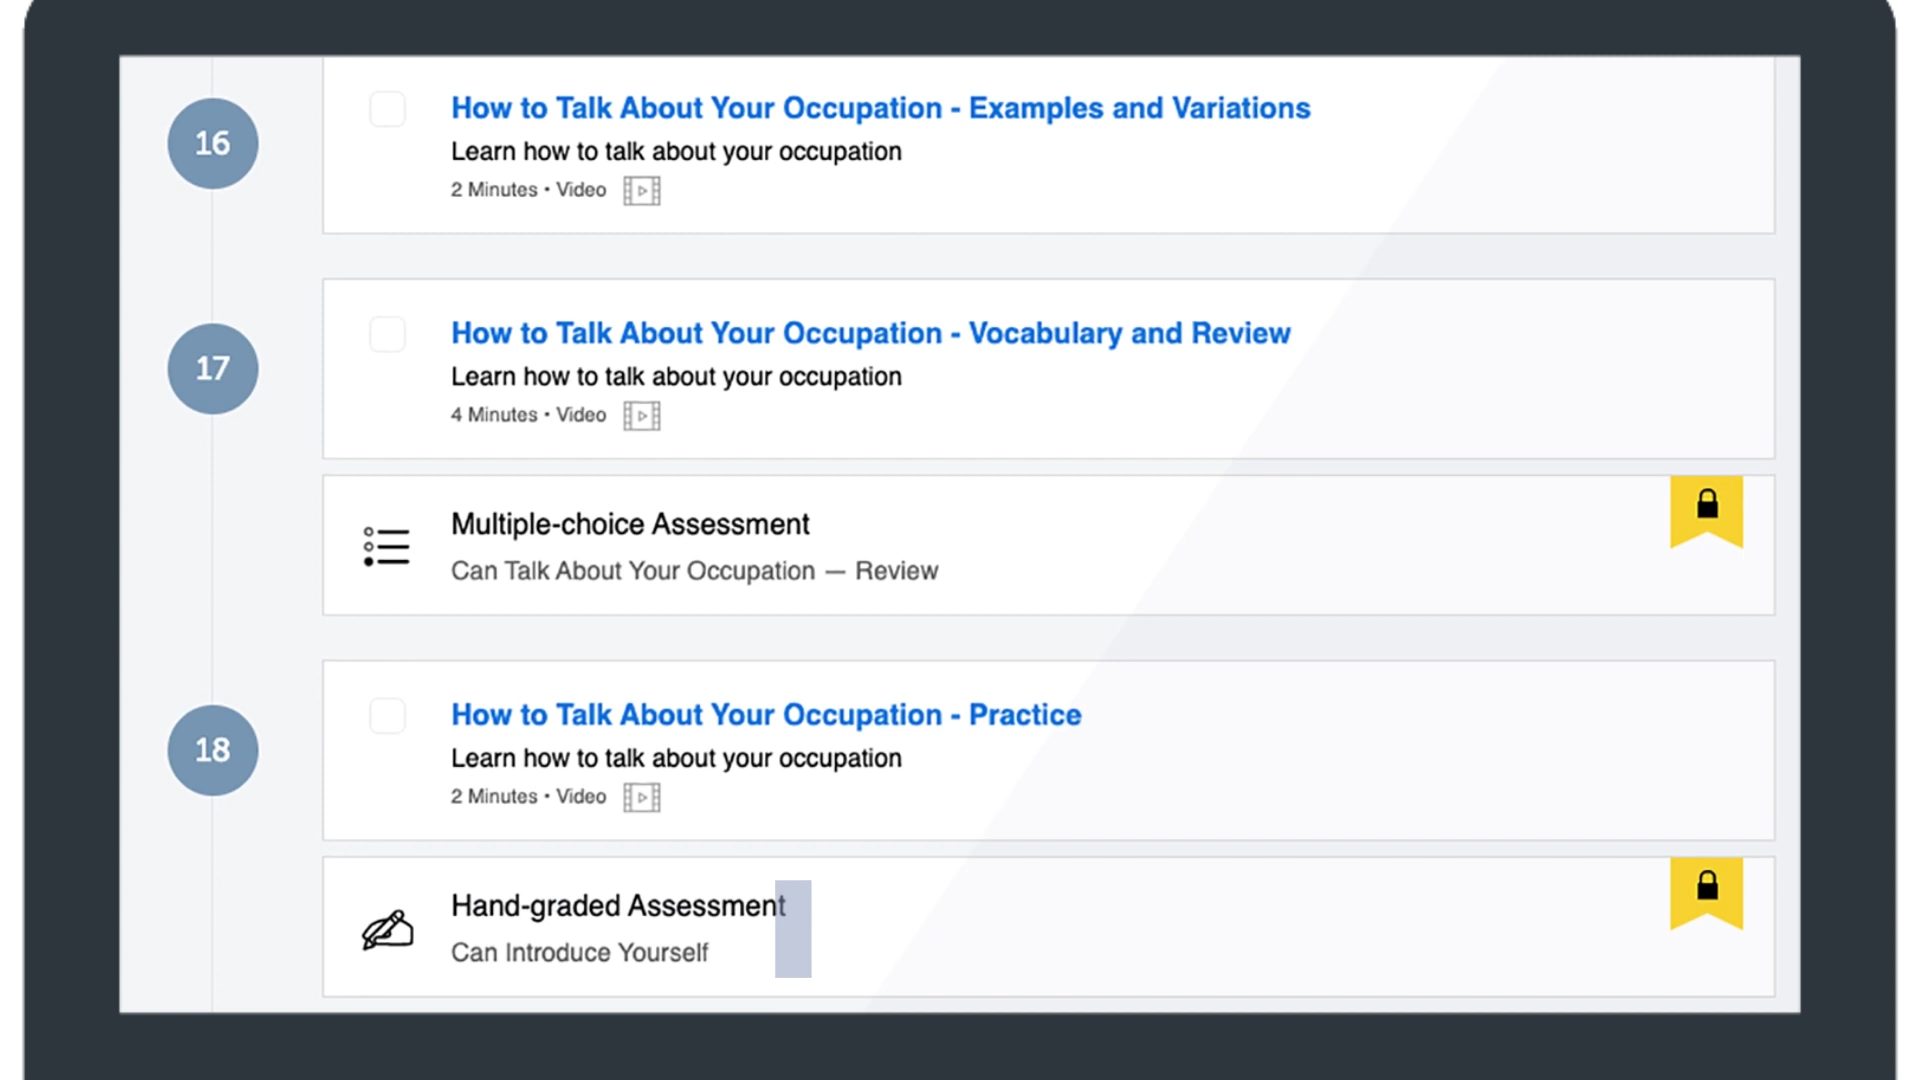 16
How to Talk About Your Occupation - Examples and Variations
Learn how to talk about your occupation
2 Minutes • Video
17
How to Talk About Your Occupation - Vocabulary and Review
Learn how to talk about your occupation
4 Minutes • Video
Multiple-choice Assessment
Can Talk About Your Occupation — Review
18
How to Talk About Your Occupation - Practice
Learn how to talk about your occupation
2 Minutes • Video
Hand-graded Assessment
Can Introduce Yourself